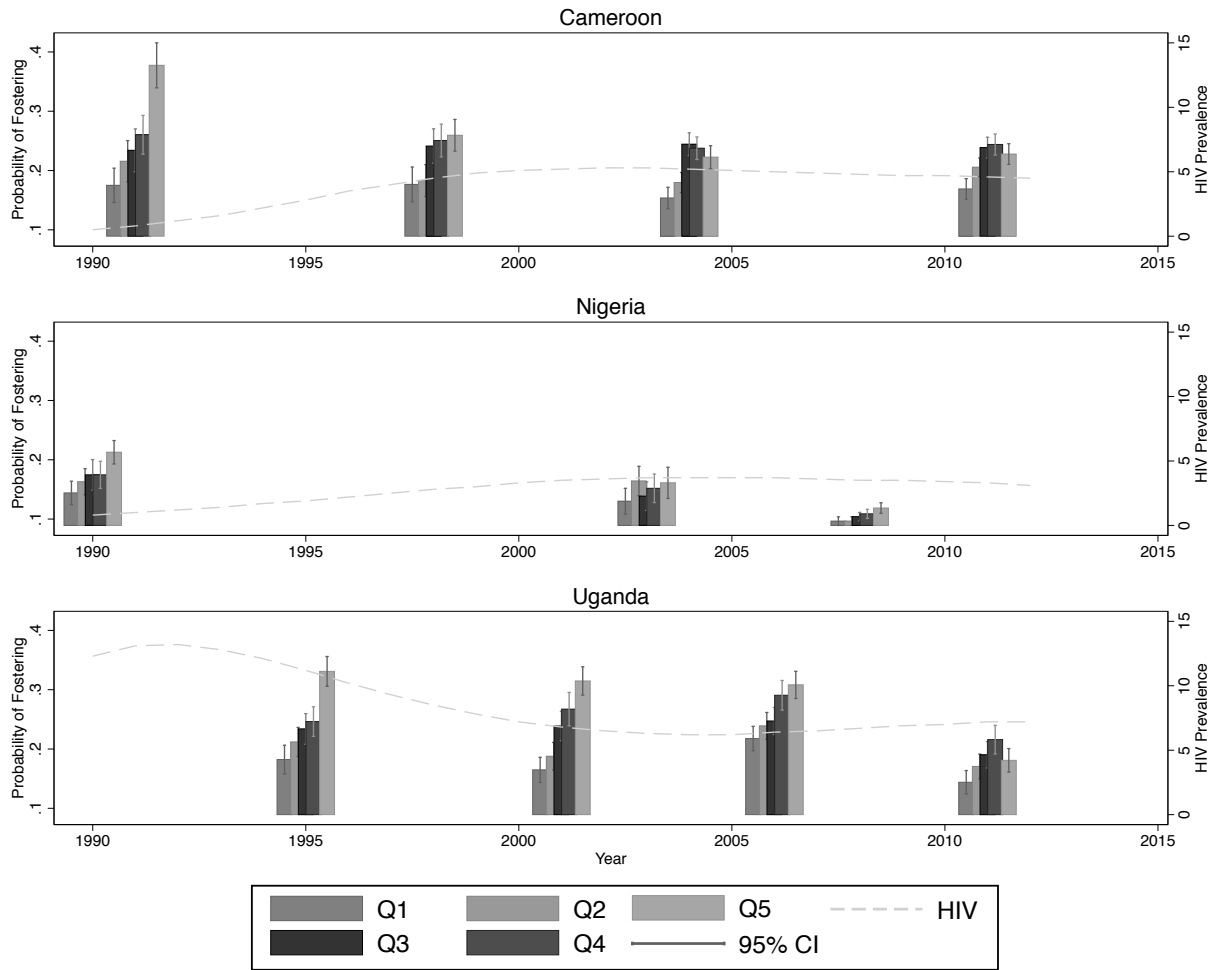 Cameroon
Probability of Fostering
.1 .2 .3 .4
HIV Prevalence
0 5 10 15
1990 1995 2000 2005 2010 2015
Nigeria
Probability of Fostering
.1 .2 .3 .4
HIV Prevalence
0 5 10 15
1990 1995 2000 2005 2010 2015
Uganda
Probability of Fostering
.1 .2 .3 .4
HIV Prevalence
0 5 10 15
1990 1995 2000 2005 2010 2015
Year
Q1 Q2 Q5 HIV
Q3 Q4 95% CI